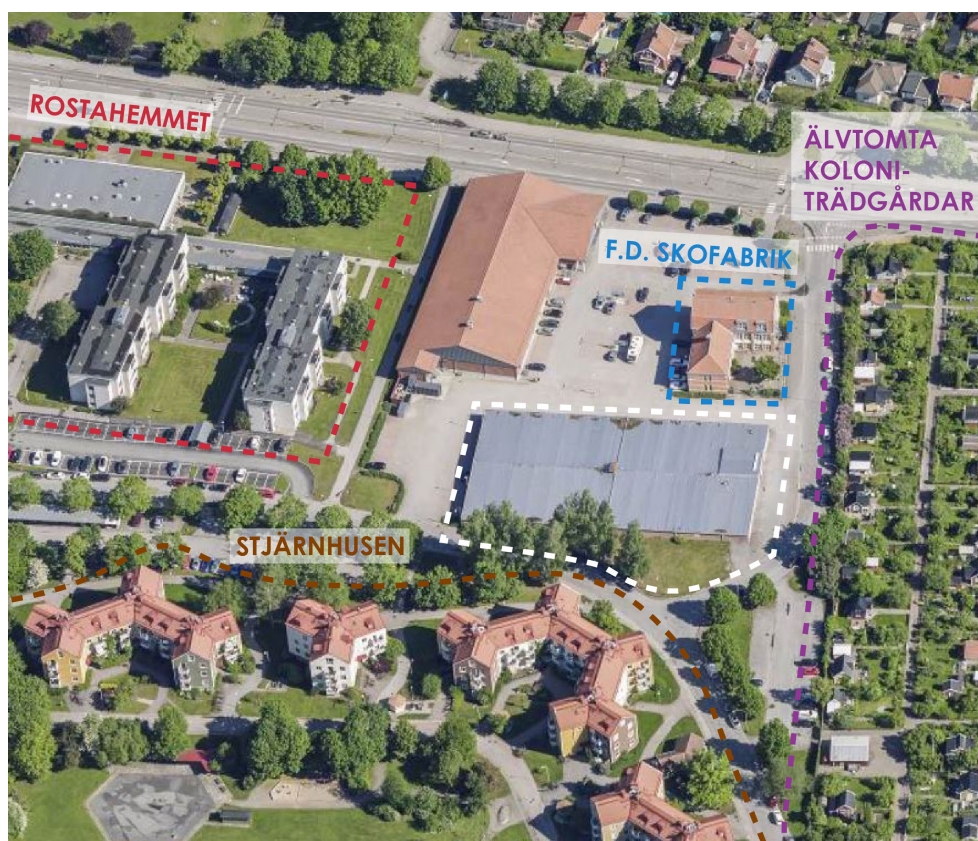 ROSTAHEMMET
ÄLVTOMTA
KOLONI-
TRÄDGÅRDAR
F.D. SKOFABRIK
STJÄRNHUSEN